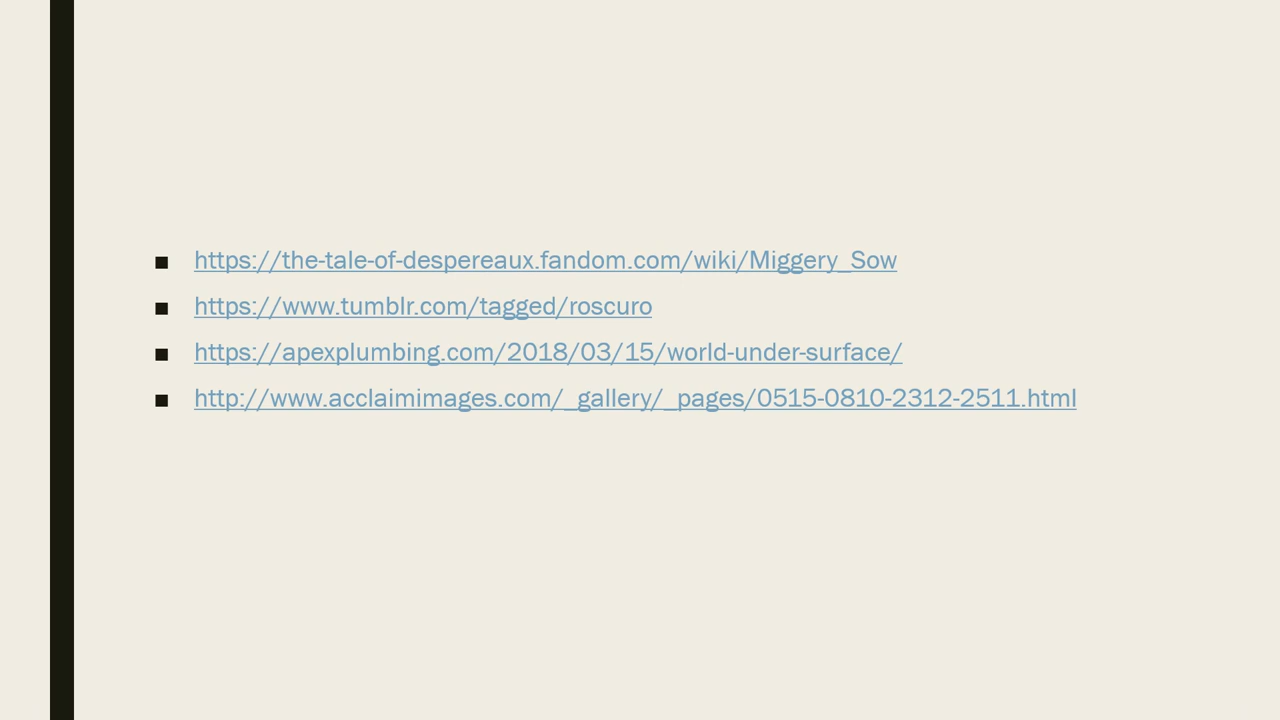 https://the-tale-of-despereaux.fandom.com/wiki/Miggery_Sow
https://www.tumblr.com/tagged/roscuro
https://apexplumbing.com/2018/03/15/world-under-surface/
http://www.acclaimimages.com/_gallery/_pages/0515-0810-2312-2511.html